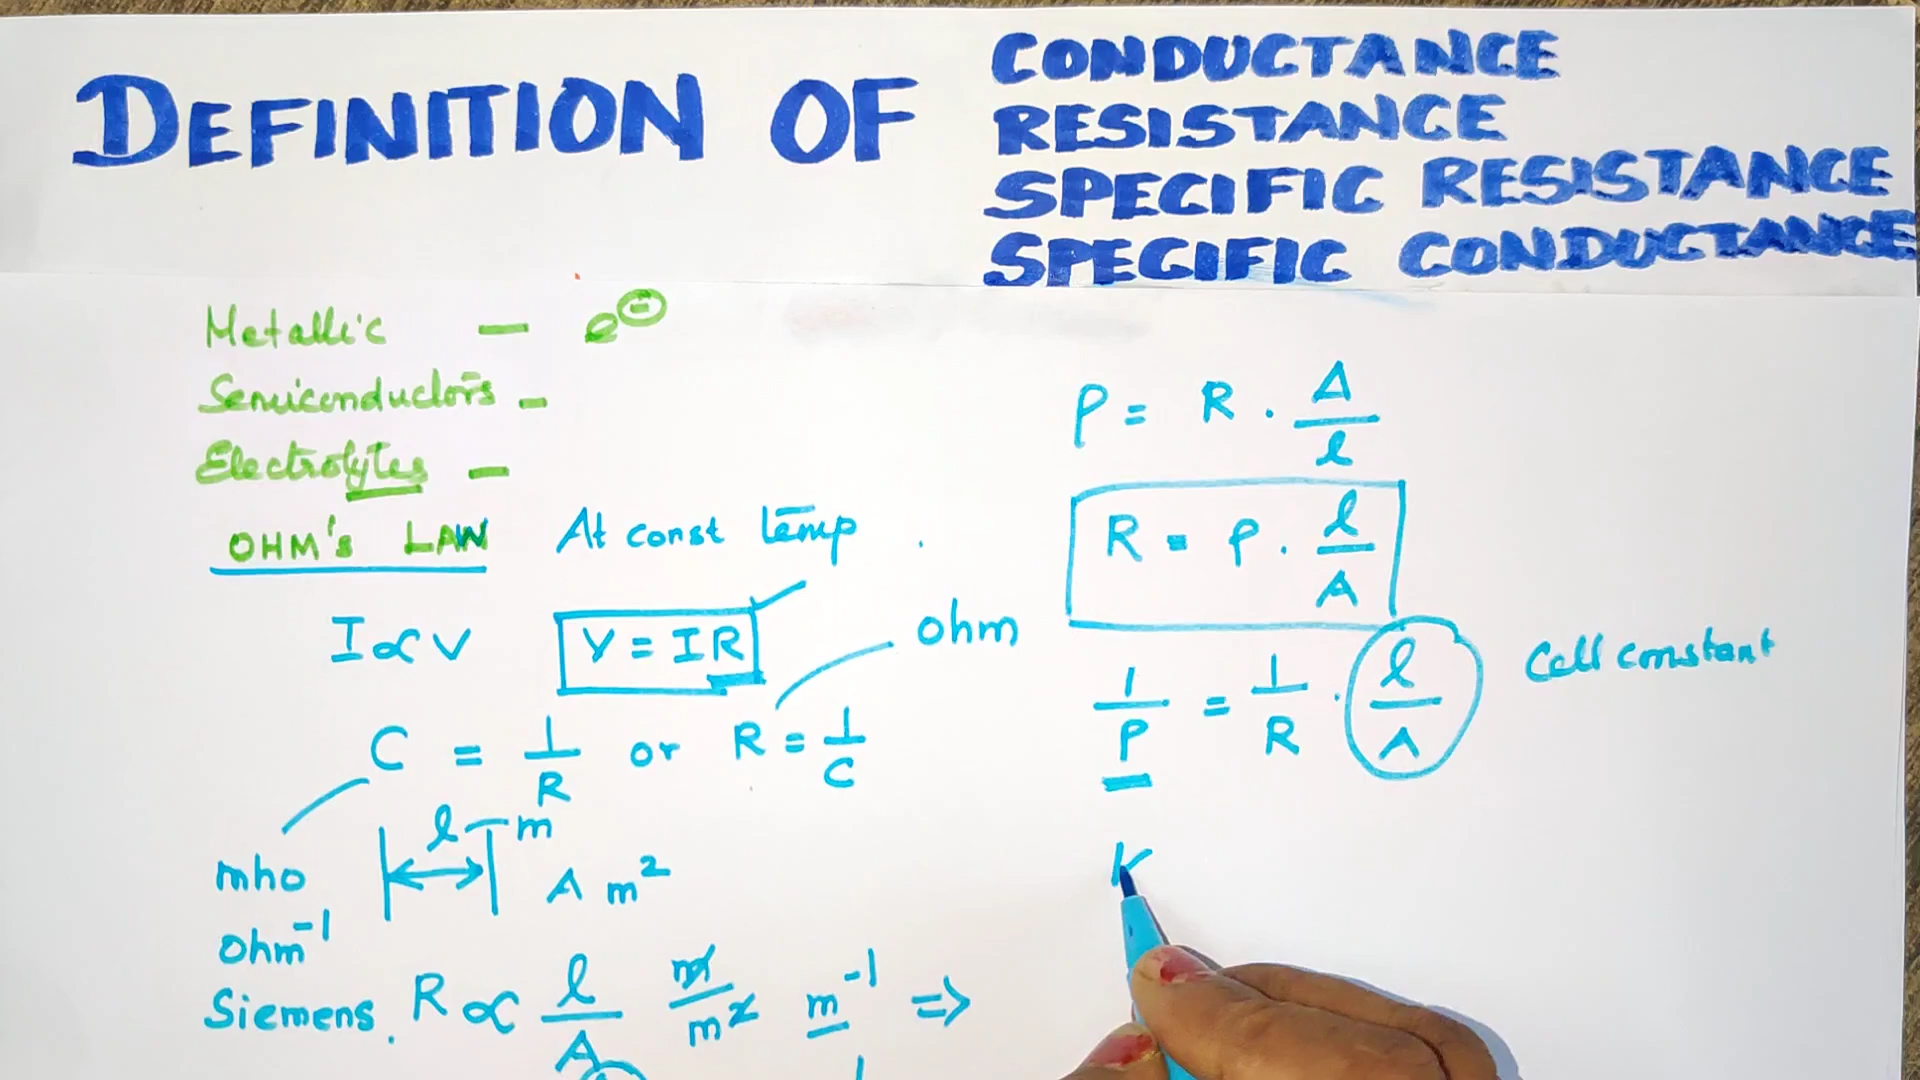 DEFINITION OF
CONDUCTANCE
RESISTANCE
SPECIFIC RESISTANCE
SPECIFIC CONDUCTANCE
Metallic — e⊖
Semiconductors -
Electrolytes —
OHM's LAW At const temp .
I ∝ V V = IR ohm
C = 1/R or R = 1/C
l m
mho A m²
ohm⁻¹
Siemens. R ∝ l/A m/m² m⁻¹ ⇒
ρ = R . A/l
R = ρ . l/A
1/ρ = 1/R . l/A Cell constant
K